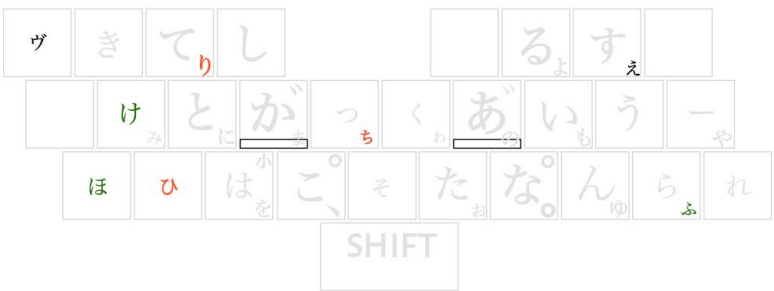 ヴ き て り し る よ す え
け み と に が ま つ ち く わ あ の い も う ー や
ほ ひ は 小 を こ ゜ 、 そ た お な ゜ 。 ん ゆ ら ふ れ
SHIFT